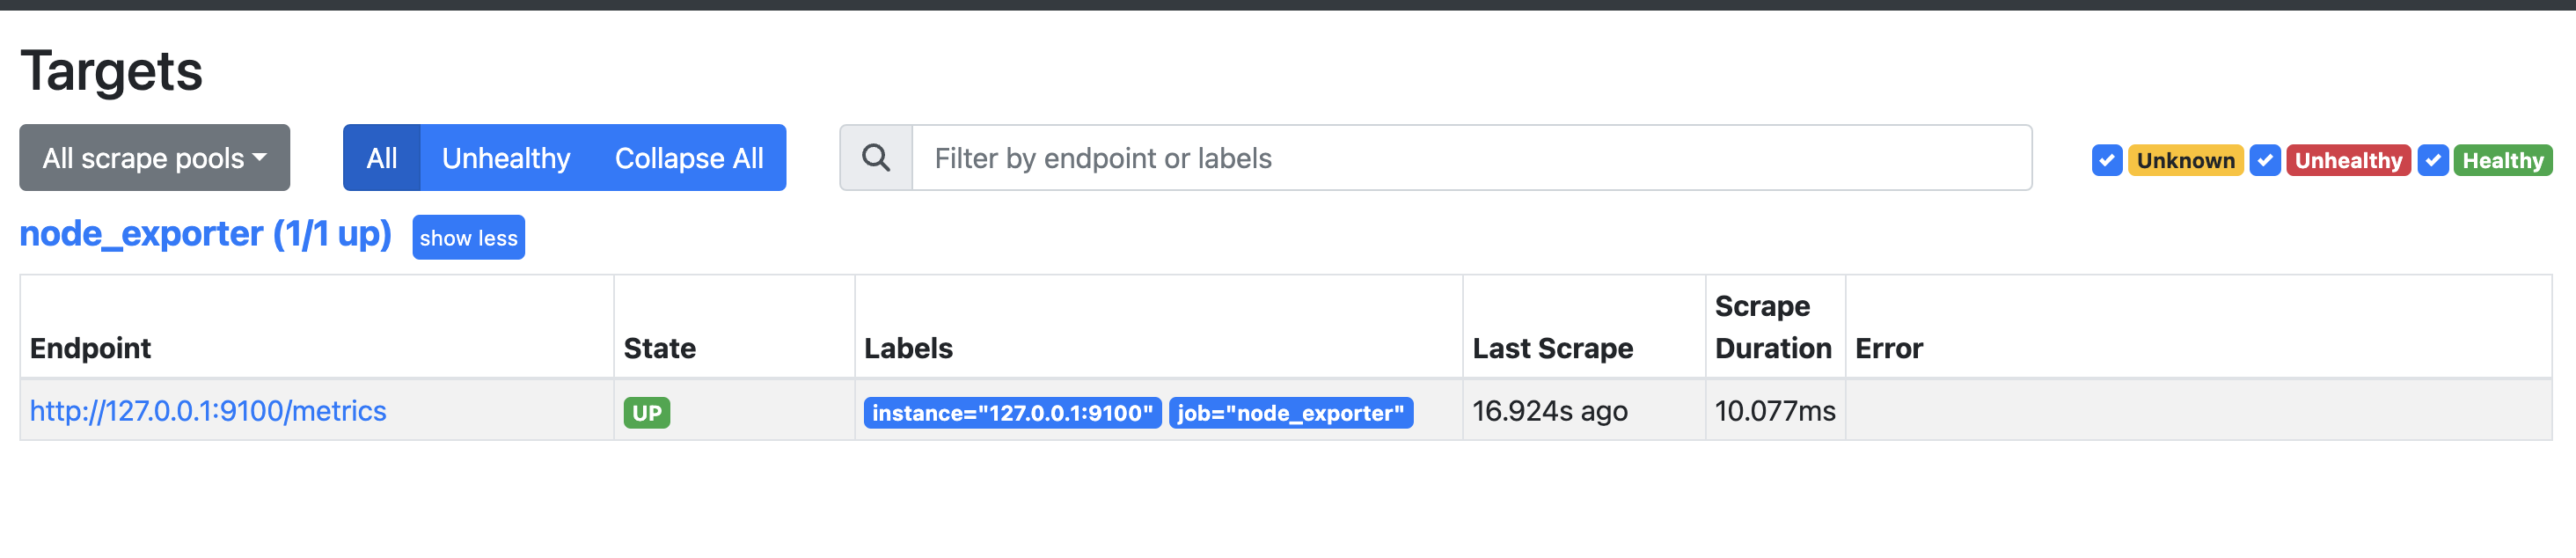 Targets
All scrape pools All Unhealthy Collapse All Filter by endpoint or labels Unknown Unhealthy Healthy
node_exporter (1/1 up) show less
Endpoint State Labels Last Scrape Scrape Duration Error
http://127.0.0.1:9100/metrics UP instance="127.0.0.1:9100" job="node_exporter" 16.924s ago 10.077ms